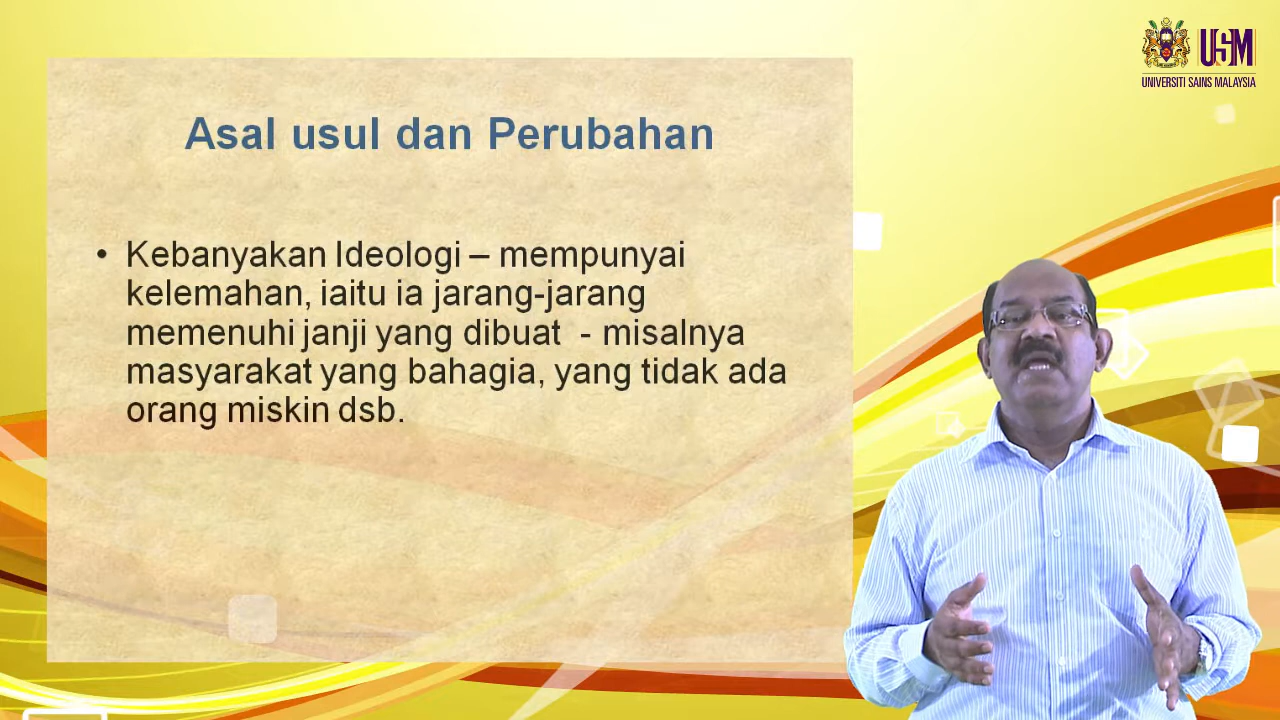 USM
UNIVERSITI SAINS MALAYSIA
Asal usul dan Perubahan
• Kebanyakan Ideologi – mempunyai
kelemahan, iaitu ia jarang-jarang
memenuhi janji yang dibuat - misalnya
masyarakat yang bahagia, yang tidak ada
orang miskin dsb.